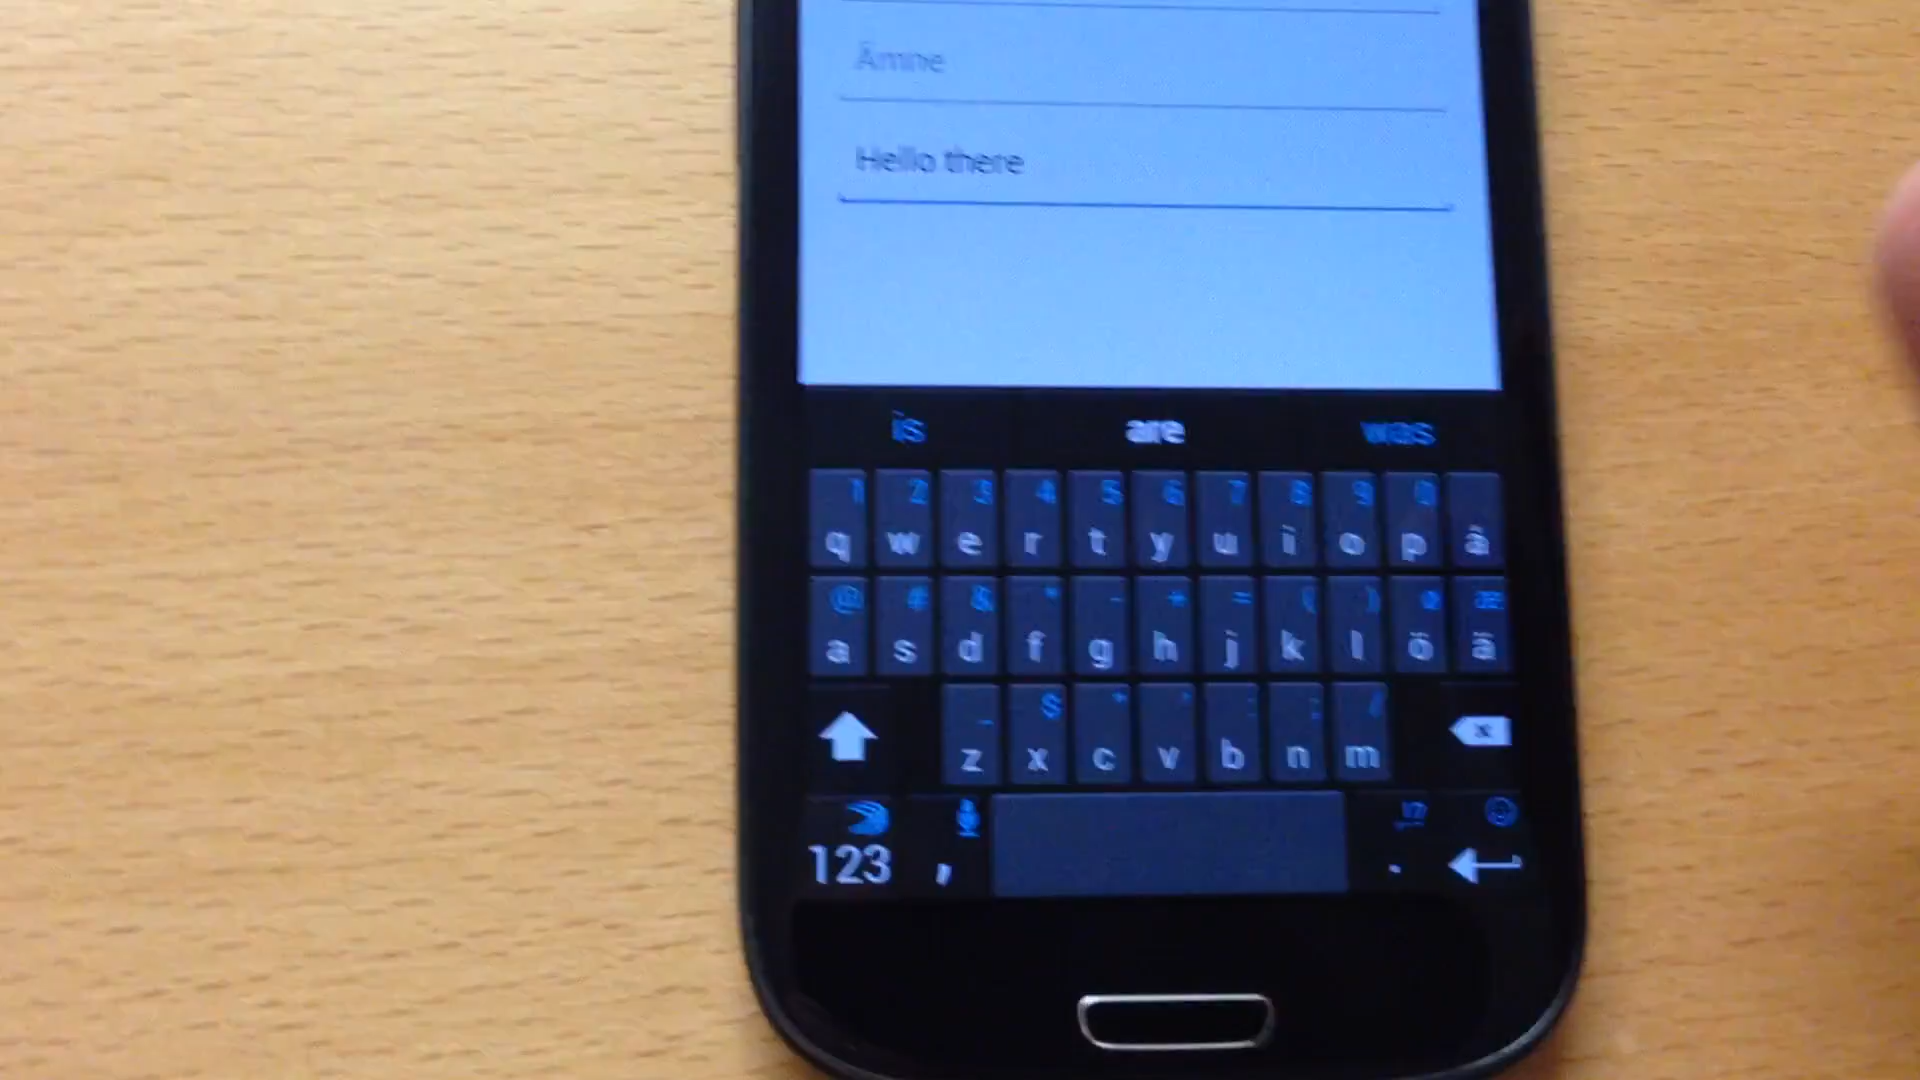 Ämne
Hello there
is are was
1 2 3 4 5 6 7 8 9 0
q w e r t y u i o p å
@ # & * - + = ( ) ø æ
a s d f g h j k l ö ä
_ $ " ' : ; /
z x c v b n m
123 , .